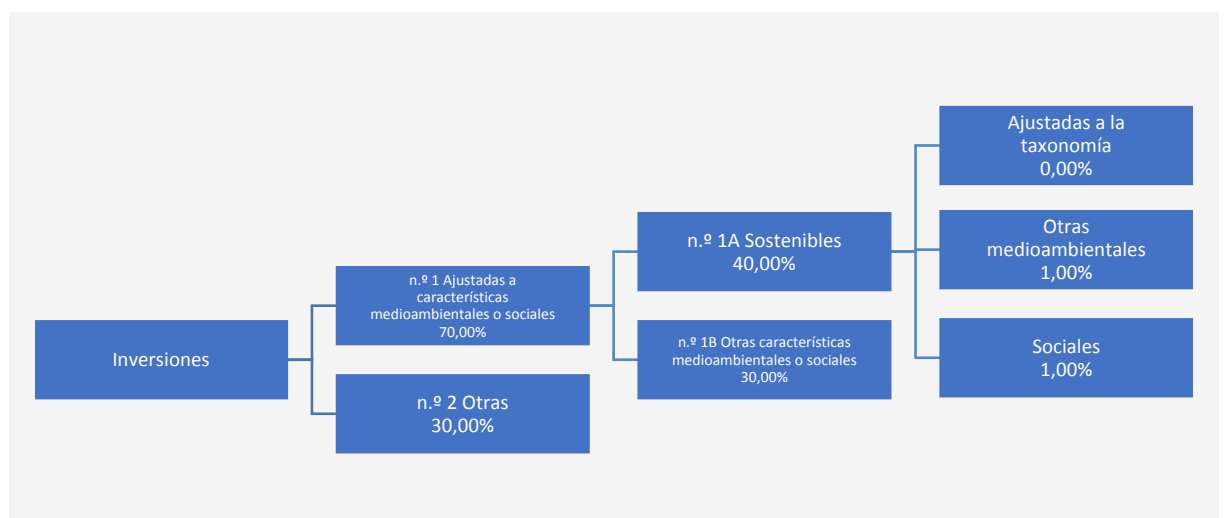 Inversiones
n.º 1 Ajustadas a
características
medioambientales o sociales
70,00%
n.º 2 Otras
30,00%
n.º 1A Sostenibles
40,00%
n.º 1B Otras características
medioambientales o sociales
30,00%
Ajustadas a la
taxonomía
0,00%
Otras
medioambientales
1,00%
Sociales
1,00%